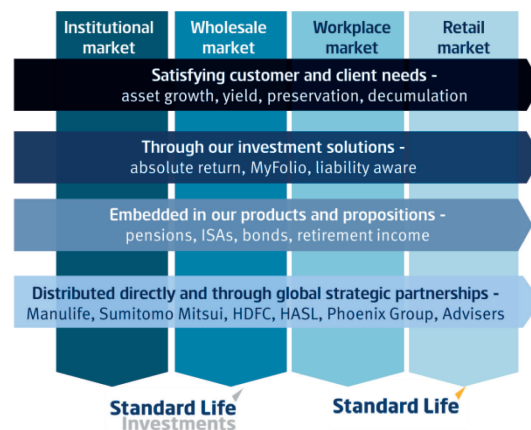 Institutional market
Wholesale market
Workplace market
Retail market
Satisfying customer and client needs -
asset growth, yield, preservation, decumulation
Through our investment solutions -
absolute return, MyFolio, liability aware
Embedded in our products and propositions -
pensions, ISAs, bonds, retirement income
Distributed directly and through global strategic partnerships -
Manulife, Sumitomo Mitsui, HDFC, HASL, Phoenix Group, Advisers
Standard Life
Investments
Standard Life